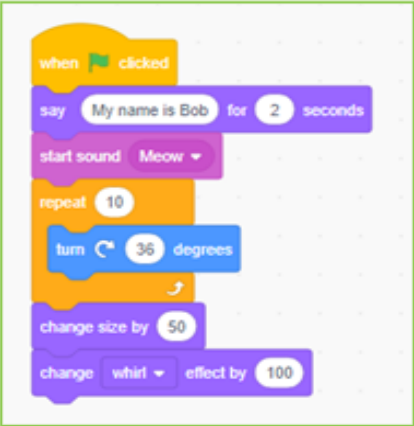 when clicked
say My name is Bob for 2 seconds
start sound Meow
repeat 10
turn 36 degrees
change size by 50
change whirl effect by 100